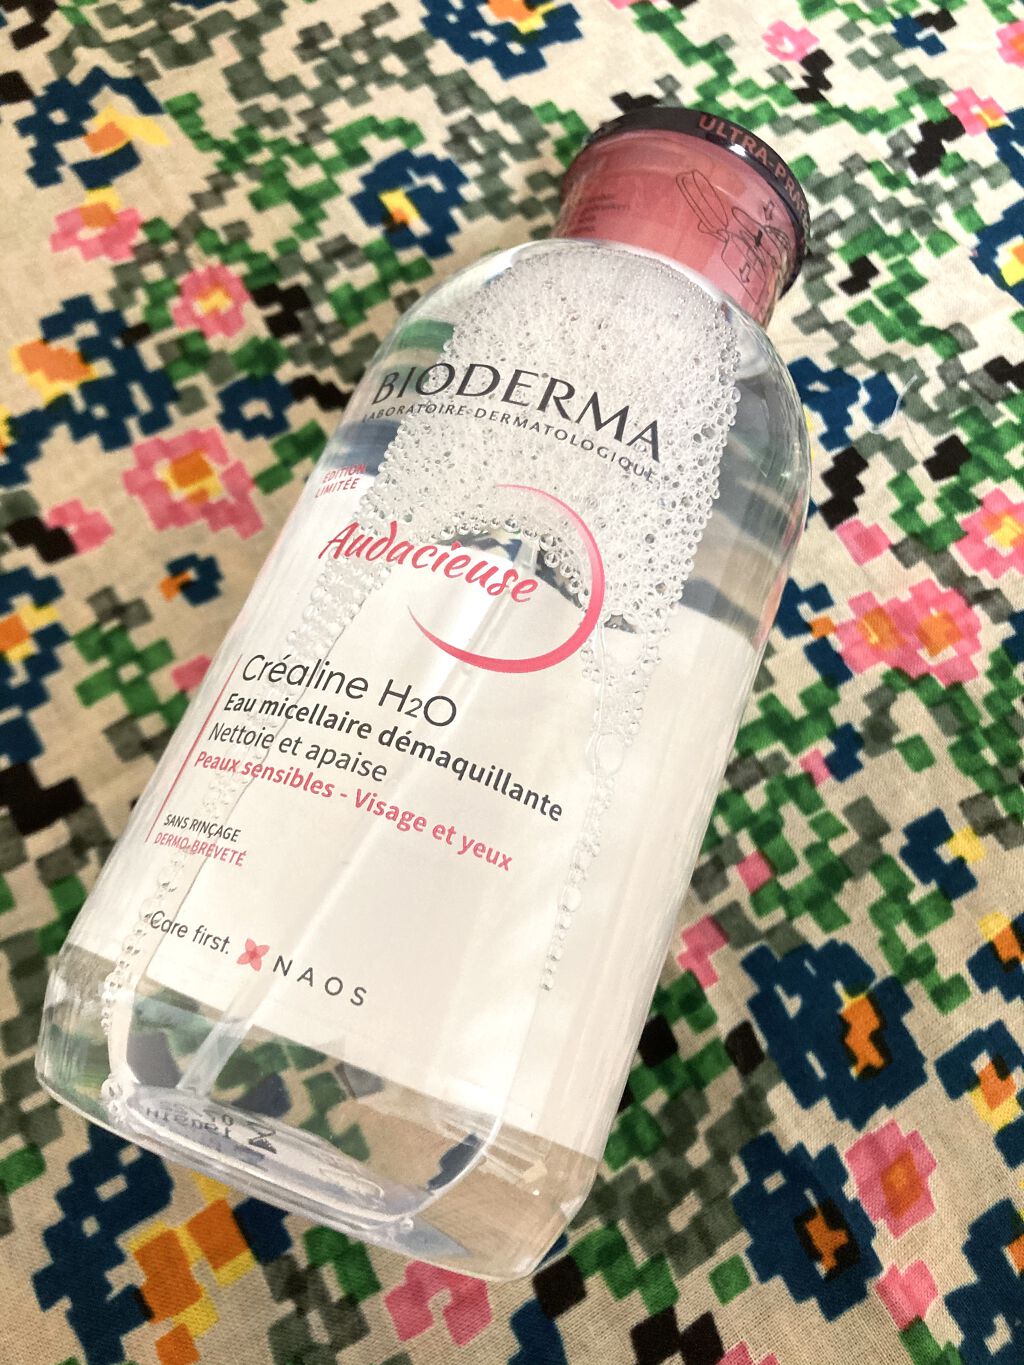 ULTRA-PR
BIODERMA
LABORATOIRE DERMATOLOGIQUE
ÉDITION
LIMITÉE
Audacieuse
Créaline H2O
Eau micellaire démaquillante
Nettoie et apaise
Peaux sensibles - Visage et yeux
SANS RINÇAGE
DERMO-BREVETÉ
Care first.
NAOS